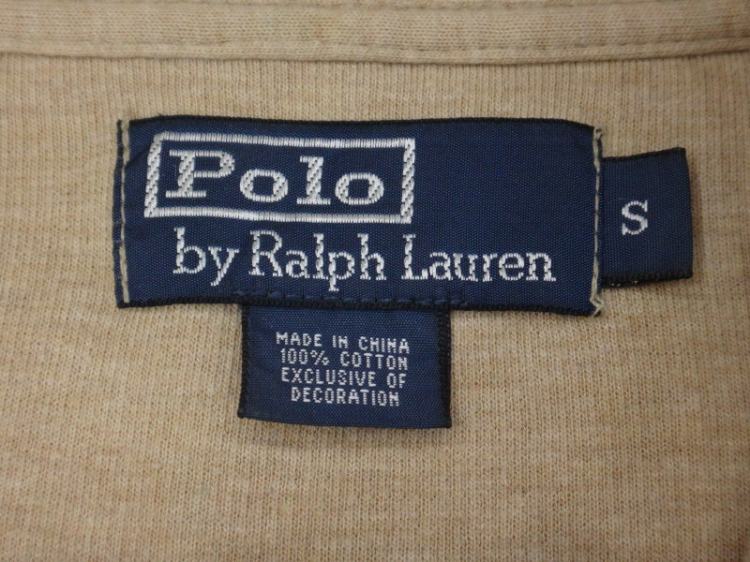 Polo
by Ralph Lauren
S
MADE IN CHINA
100% COTTON
EXCLUSIVE OF
DECORATION